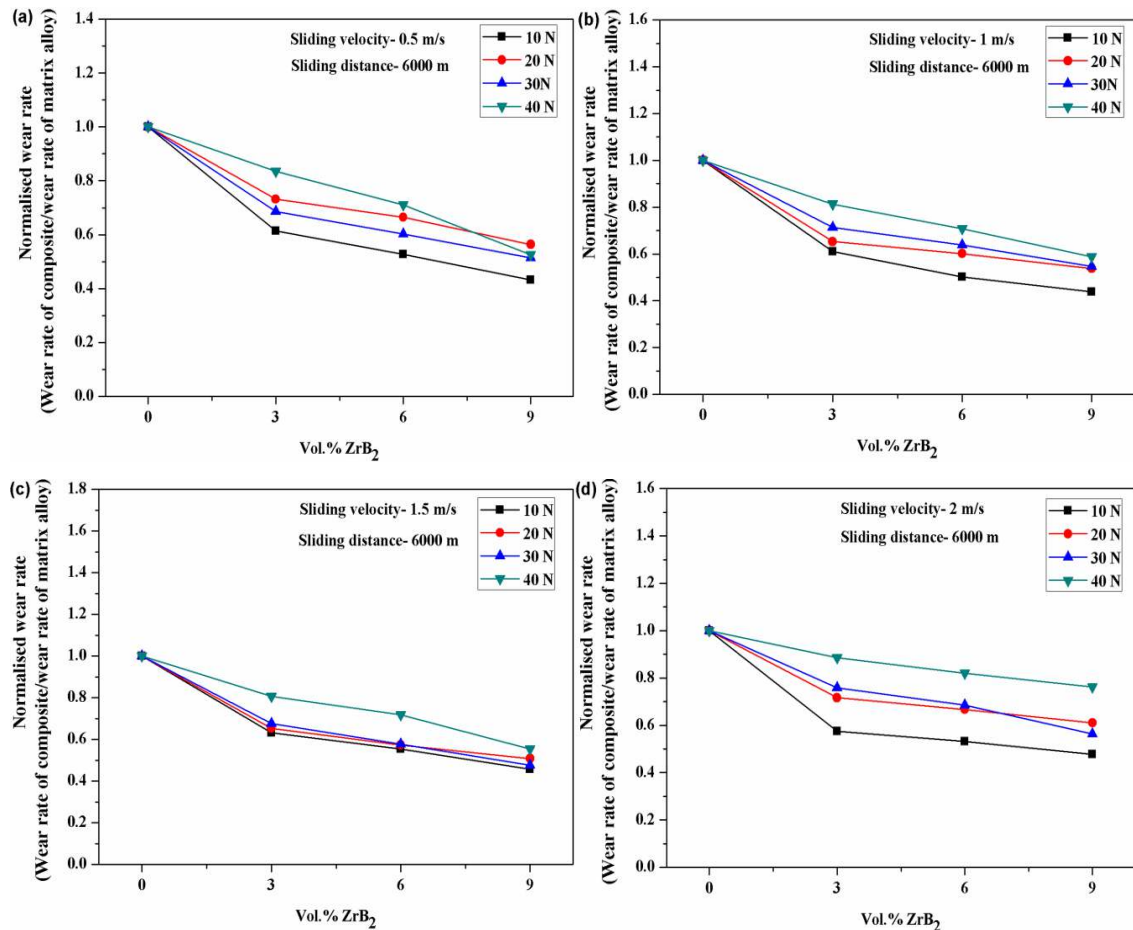 (a)
Normalised wear rate
(Wear rate of composite/wear rate of matrix alloy)
1.4
1.2
1.0
0.8
0.6
0.4
0.2
0.0
Sliding velocity- 0.5 m/s
Sliding distance- 6000 m
10 N
20 N
30N
40 N
0 3 6 9
Vol.% ZrB2
(b)
Normalised wear rate
(Wear rate of composite/wear rate of matrix alloy)
1.6
1.4
1.2
1.0
0.8
0.6
0.4
0.2
0.0
Sliding velocity- 1 m/s
Sliding distance- 6000 m
10 N
20 N
30N
40 N
0 3 6 9
Vol.% ZrB2
(c)
Normalised wear rate
(Wear rate of composite/wear rate of matrix alloy)
1.8
1.6
1.4
1.2
1.0
0.8
0.6
0.4
0.2
0.0
Sliding velocity- 1.5 m/s
Sliding distance- 6000 m
10 N
20 N
30 N
40 N
0 3 6 9
Vol.% ZrB2
(d)
Normalised wear rate
(Wear rate of composite/wear rate of matrix alloy)
1.6
1.4
1.2
1.0
0.8
0.6
0.4
0.2
0.0
Sliding velocity- 2 m/s
Sliding distance- 6000 m
10 N
20 N
30 N
40 N
0 3 6 9
Vol.% ZrB2